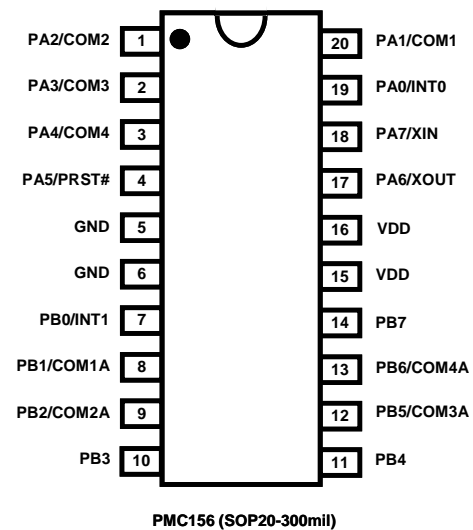 PA2/COM2 1 20 PA1/COM1
PA3/COM3 2 19 PA0/INT0
PA4/COM4 3 18 PA7/XIN
PA5/PRST# 4 17 PA6/XOUT
GND 5 16 VDD
GND 6 15 VDD
PB0/INT1 7 14 PB7
PB1/COM1A 8 13 PB6/COM4A
PB2/COM2A 9 12 PB5/COM3A
PB3 10 11 PB4
PMC156 (SOP20-300mil)